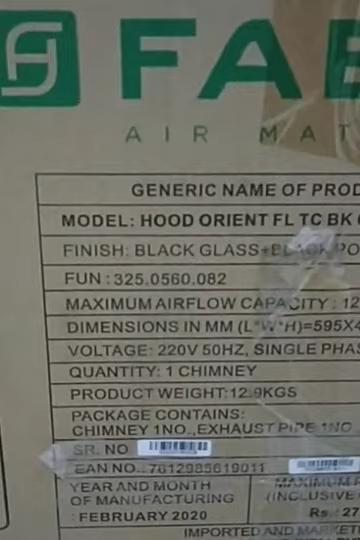 FAB
AIR MAT
GENERIC NAME OF PROD
MODEL: HOOD ORIENT FL TC BK
FINISH: BLACK GLASS+BLACK PO
FUN : 325.0560.082
MAXIMUM AIRFLOW CAPACITY : 12
DIMENSIONS IN MM (L*W*H)=595X4
VOLTAGE: 220V 50HZ, SINGLE PHAS
QUANTITY: 1 CHIMNEY
PRODUCT WEIGHT:12.9KGS
PACKAGE CONTAINS:
CHIMNEY 1NO.,EXHAUST PIPE 1NO
SR. NO
EAN NO.: 7612985619011
YEAR AND MONTH
OF MANUFACTURING
: FEBRUARY 2020
MAXIMUM R
(INCLUSIVE
Rs. 27
IMPORTED AND MARKET